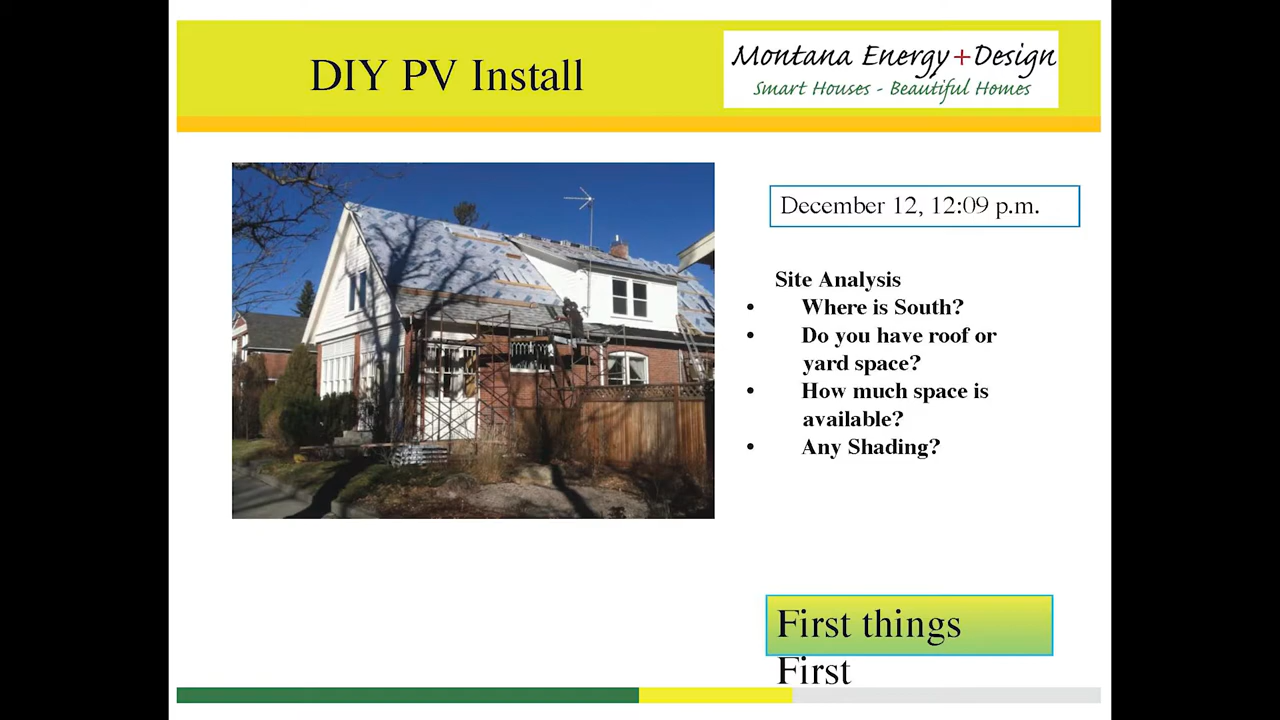 DIY PV Install
Montana Energy+Design
Smart Houses - Beautiful Homes
December 12, 12:09 p.m.
Site Analysis
• Where is South?
• Do you have roof or
yard space?
• How much space is
available?
• Any Shading?
First things
First